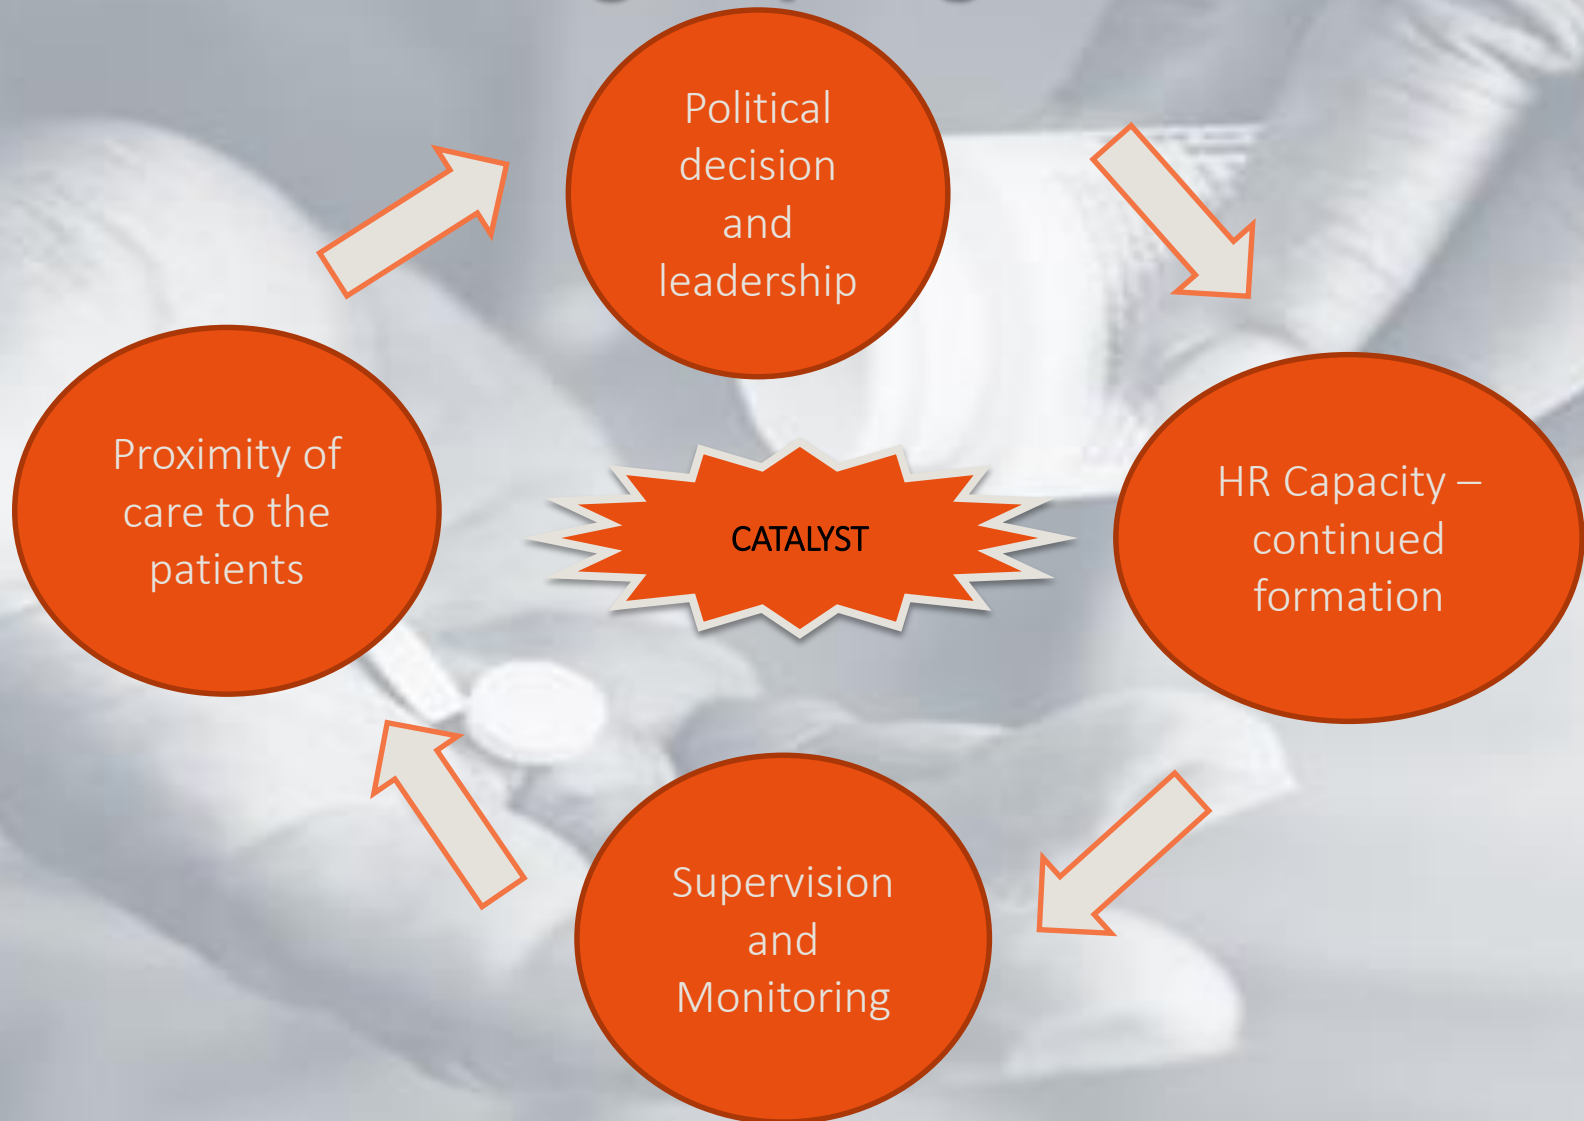 Political
decision
and
leadership
Proximity of
care to the
patients
CATALYST
HR Capacity –
continued
formation
Supervision
and
Monitoring